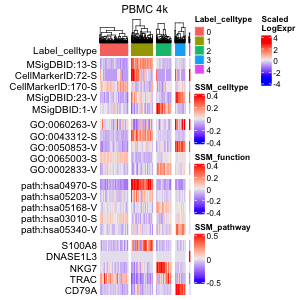 PBMC 4k
Label_celltype
MSigDBID:13-S
CellMarkerID:72-S
CellMarkerID:170-S
MSigDBID:23-V
MSigDBID:1-V
GO:0060263-V
GO:0043312-S
GO:0050853-V
GO:0065003-S
GO:0002833-V
path:hsa04970-S
path:hsa05203-V
path:hsa05168-V
path:hsa03010-S
path:hsa05340-V
S100A8
DNASE1L3
NKG7
TRAC
CD79A
Label_celltype
0
1
2
3
4
SSM_celltype
0.4
0.2
0
-0.2
-0.4
SSM_function
0.4
0.2
0
-0.2
-0.4
SSM_pathway
0.5
0
-0.5
Scaled
LogExpr
4
2
0
-2
-4